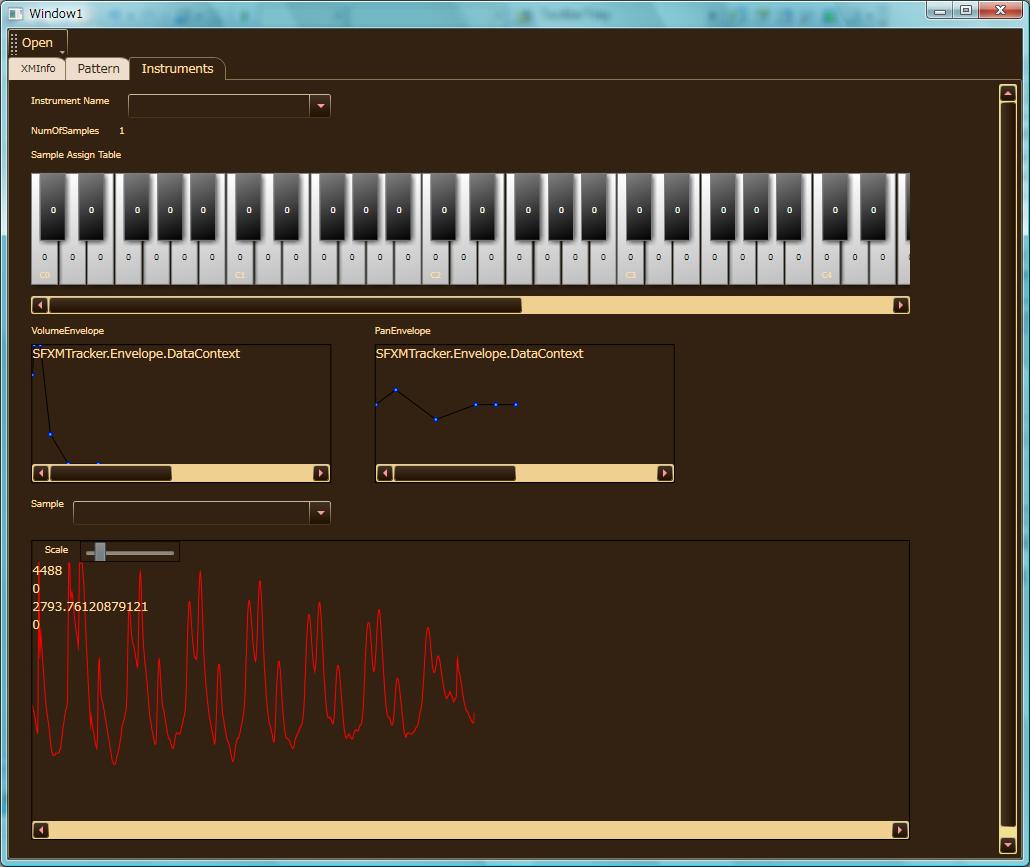 Window1
Open
XMInfo Pattern Instruments
Instrument Name
NumOfSamples 1
Sample Assign Table
0 0 0 0 0 0 0 0 0 0 0 0 0 0 0 0 0 0 0 0 0 0
0 0 0 0 0 0 0 0 0 0 0 0 0 0 0 0 0 0 0 0 0 0 0 0 0 0 0 0 0 0 0 0
C0 C1 C2 C3 C4
VolumeEnvelope PanEnvelope
SFXMTracker.Envelope.DataContext SFXMTracker.Envelope.DataContext
Sample
Scale
4488
0
2793.76120879121
0